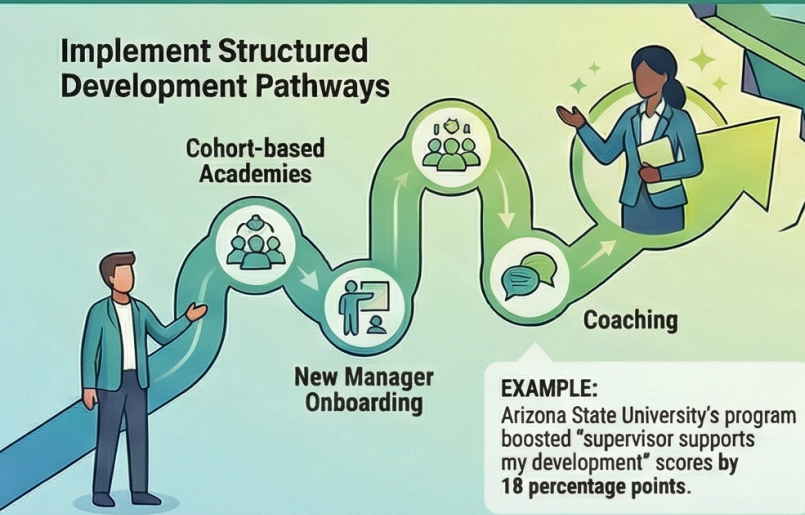 Implement Structured
Development Pathways
Cohort-based
Academies
New Manager
Onboarding
Coaching
EXAMPLE:
Arizona State University's program
boosted "supervisor supports
my development" scores by
18 percentage points.